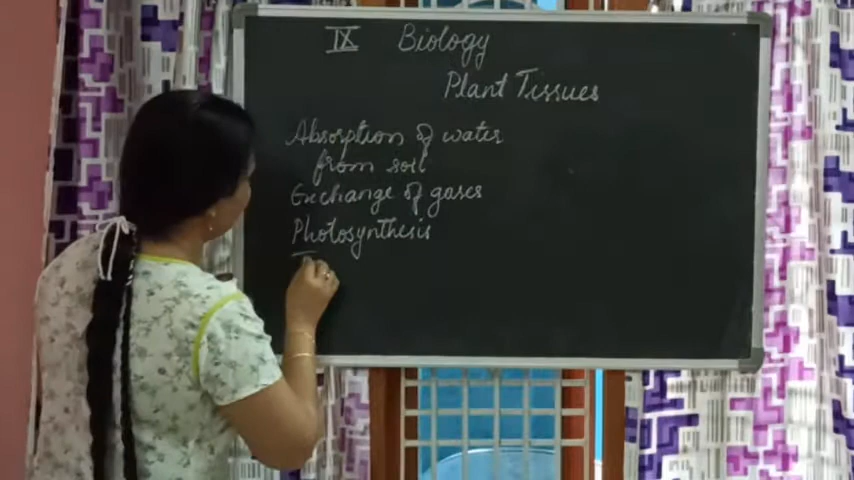 IX Biology
Plant Tissues
Absorption of water
from soil
Exchange of gases
Photosynthesis